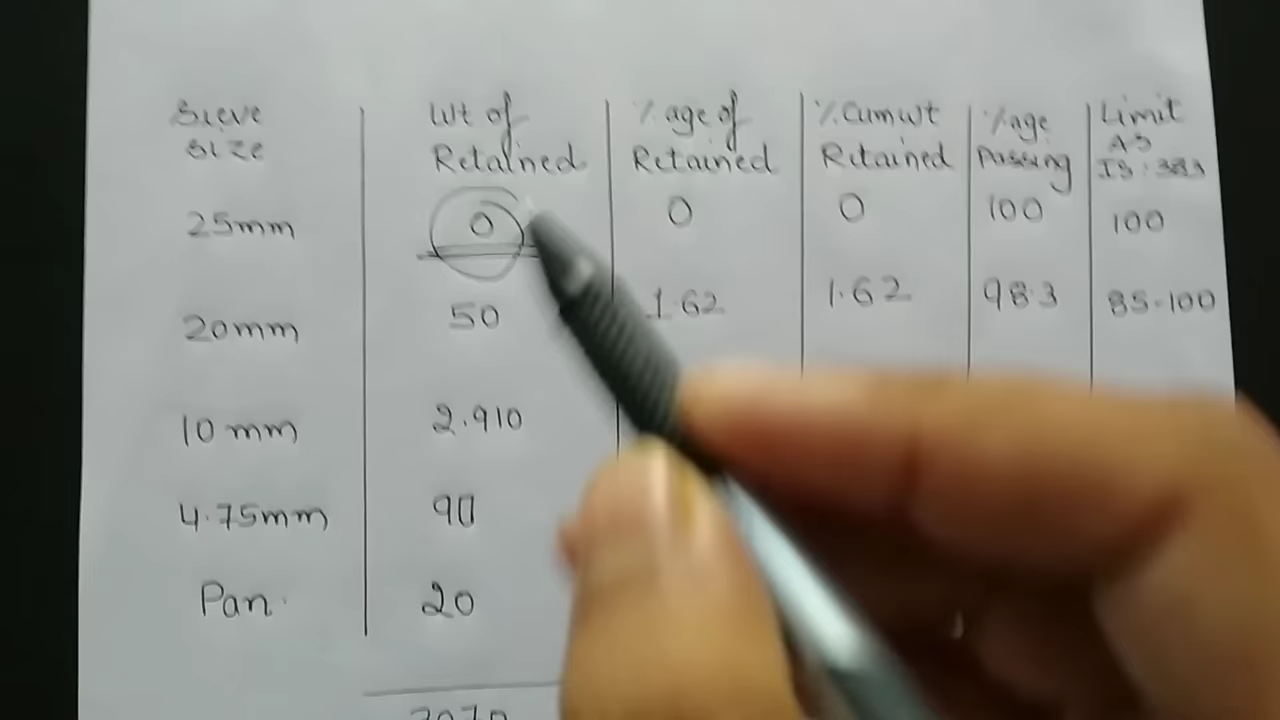 Sieve Size | Wt of Retained | %age of Retained | % Cum wt Retained | %age Passing | Limit AS IS:383
25mm | 0 | 0 | 0 | 100 | 100
20mm | 50 | 1.62 | 1.62 | 98.3 | 85-100
10 mm | 2.910 |
4.75mm | 90
Pan. | 20
3070